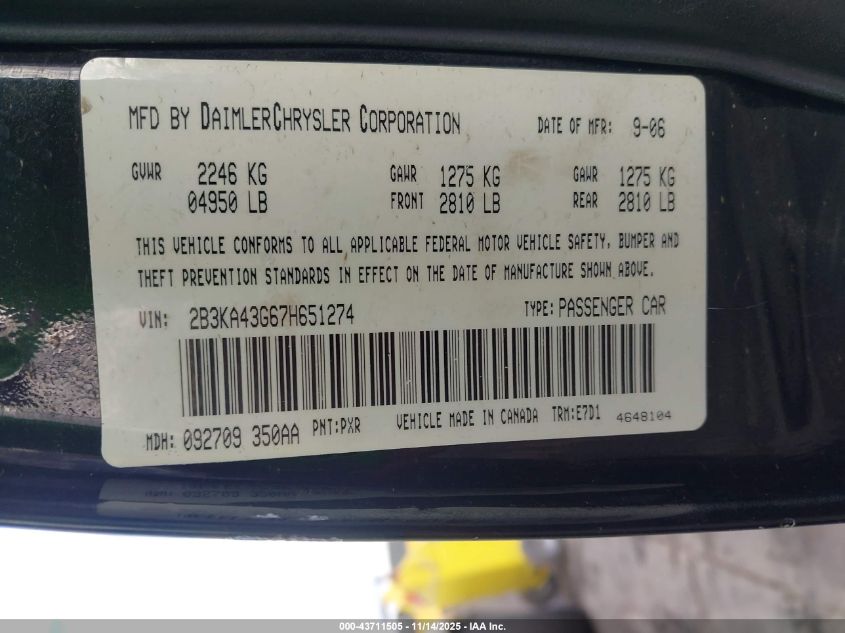 MFD BY DAIMLERCHRYSLER CORPORATION DATE OF MFR: 9-06
GVWR 2246 KG GAWR 1275 KG GAWR 1275 KG
04950 LB FRONT 2810 LB REAR 2810 LB
THIS VEHICLE CONFORMS TO ALL APPLICABLE FEDERAL MOTOR VEHICLE SAFETY, BUMPER AND
THEFT PREVENTION STANDARDS IN EFFECT ON THE DATE OF MANUFACTURE SHOWN ABOVE.
VIN: 2B3KA43G67H651274 TYPE: PASSENGER CAR
MDH: 092709 350AA PNT:PXR VEHICLE MADE IN CANADA TRM:E7D1 4648104
000-43711505 - 11/14/2025 - IAA Inc.